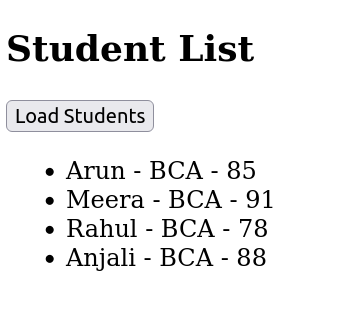 Student List
Load Students
• Arun - BCA - 85
• Meera - BCA - 91
• Rahul - BCA - 78
• Anjali - BCA - 88